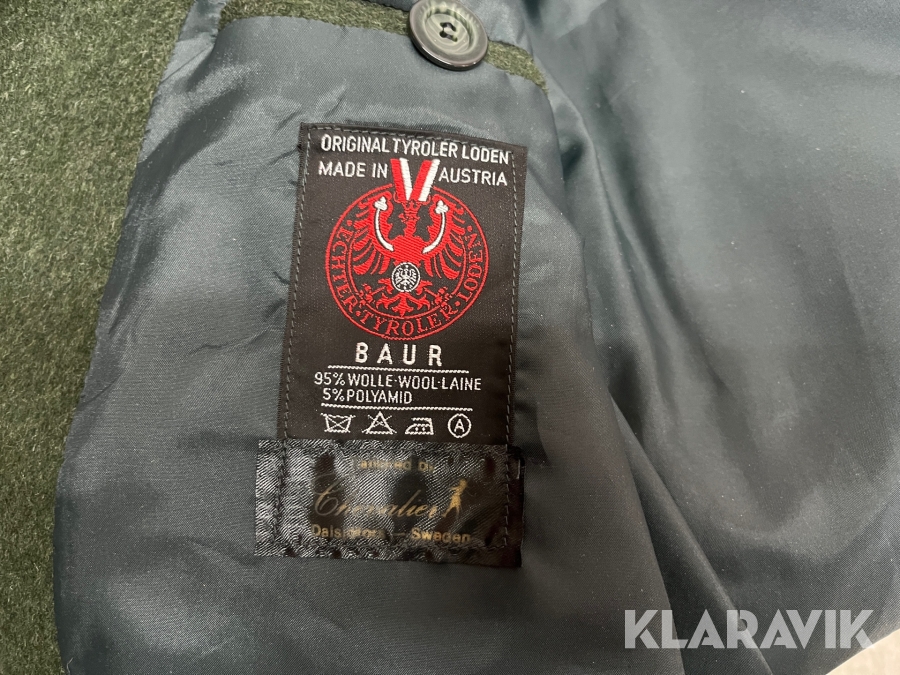 ORIGINAL TYROLER LODEN
MADE IN AUSTRIA
ECHTER·TYROLER·LODEN·
BAUR
95% WOLLE-WOOL-LAINE
5% POLYAMID
A
Chevalier
Sweden
KLARAVIK